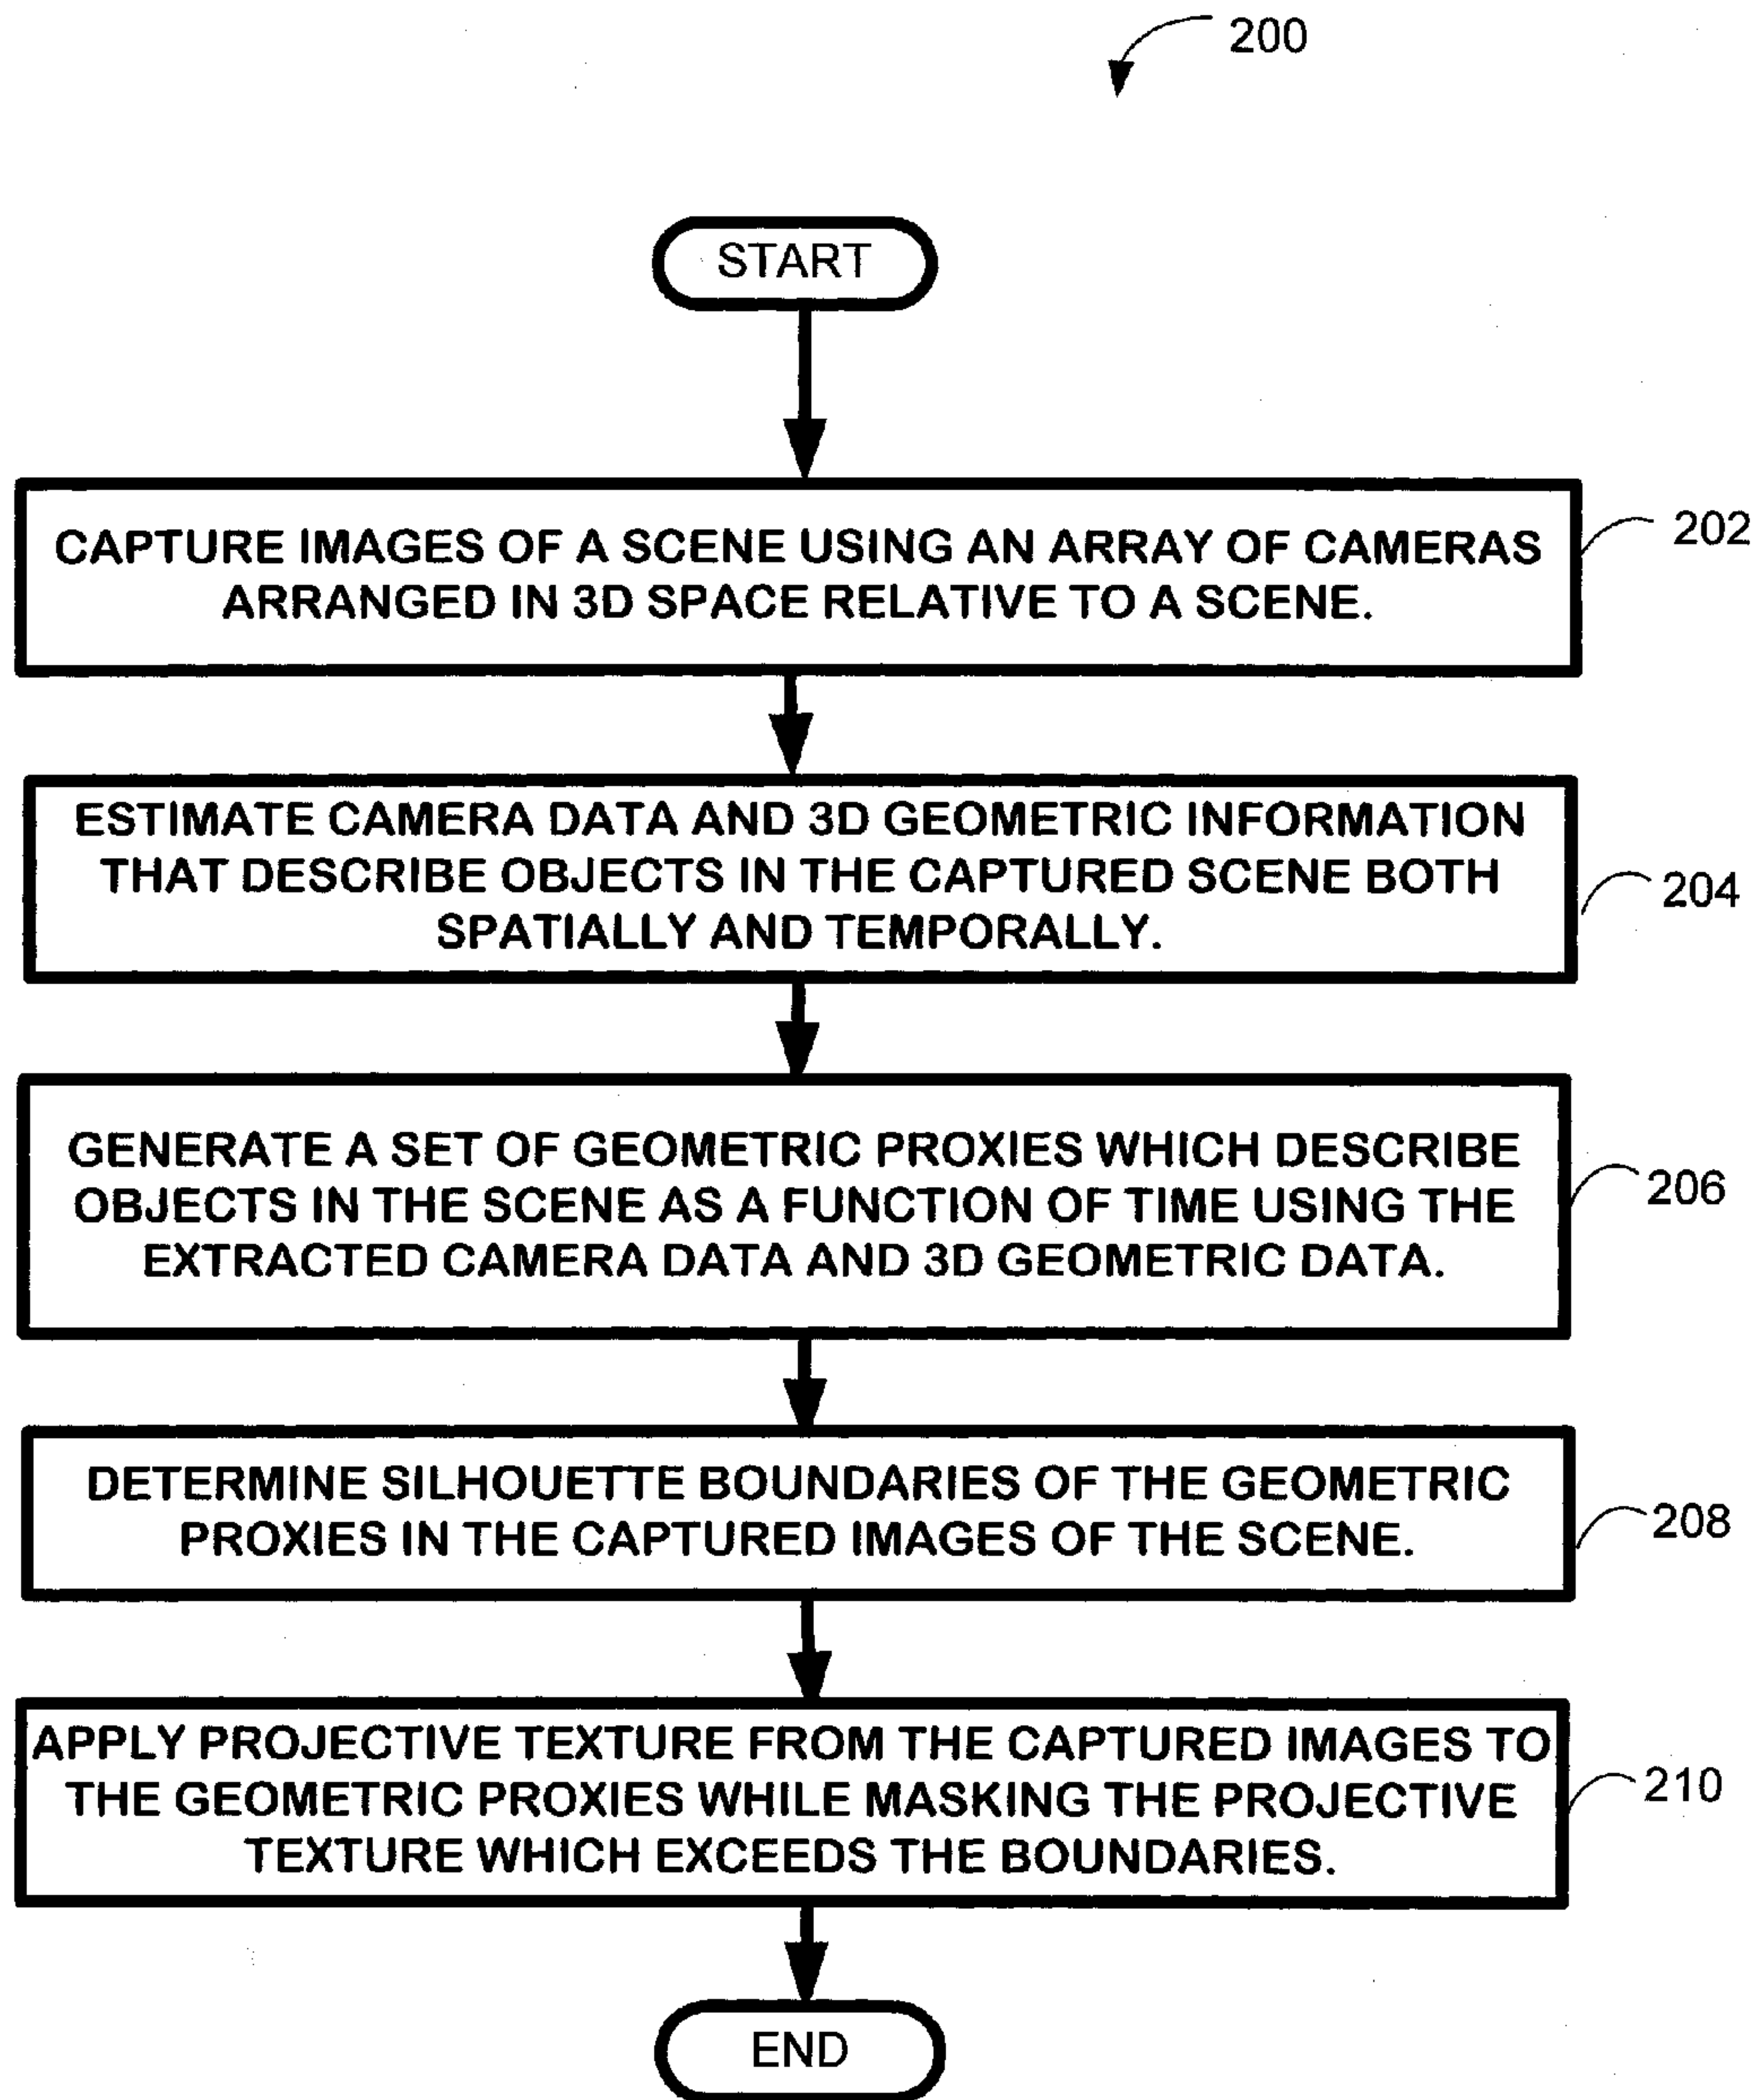 200
START
CAPTURE IMAGES OF A SCENE USING AN ARRAY OF CAMERAS
ARRANGED IN 3D SPACE RELATIVE TO A SCENE.
202
ESTIMATE CAMERA DATA AND 3D GEOMETRIC INFORMATION
THAT DESCRIBE OBJECTS IN THE CAPTURED SCENE BOTH
SPATIALLY AND TEMPORALLY.
204
GENERATE A SET OF GEOMETRIC PROXIES WHICH DESCRIBE
OBJECTS IN THE SCENE AS A FUNCTION OF TIME USING THE
EXTRACTED CAMERA DATA AND 3D GEOMETRIC DATA.
206
DETERMINE SILHOUETTE BOUNDARIES OF THE GEOMETRIC
PROXIES IN THE CAPTURED IMAGES OF THE SCENE.
208
APPLY PROJECTIVE TEXTURE FROM THE CAPTURED IMAGES TO
THE GEOMETRIC PROXIES WHILE MASKING THE PROJECTIVE
TEXTURE WHICH EXCEEDS THE BOUNDARIES.
210
END